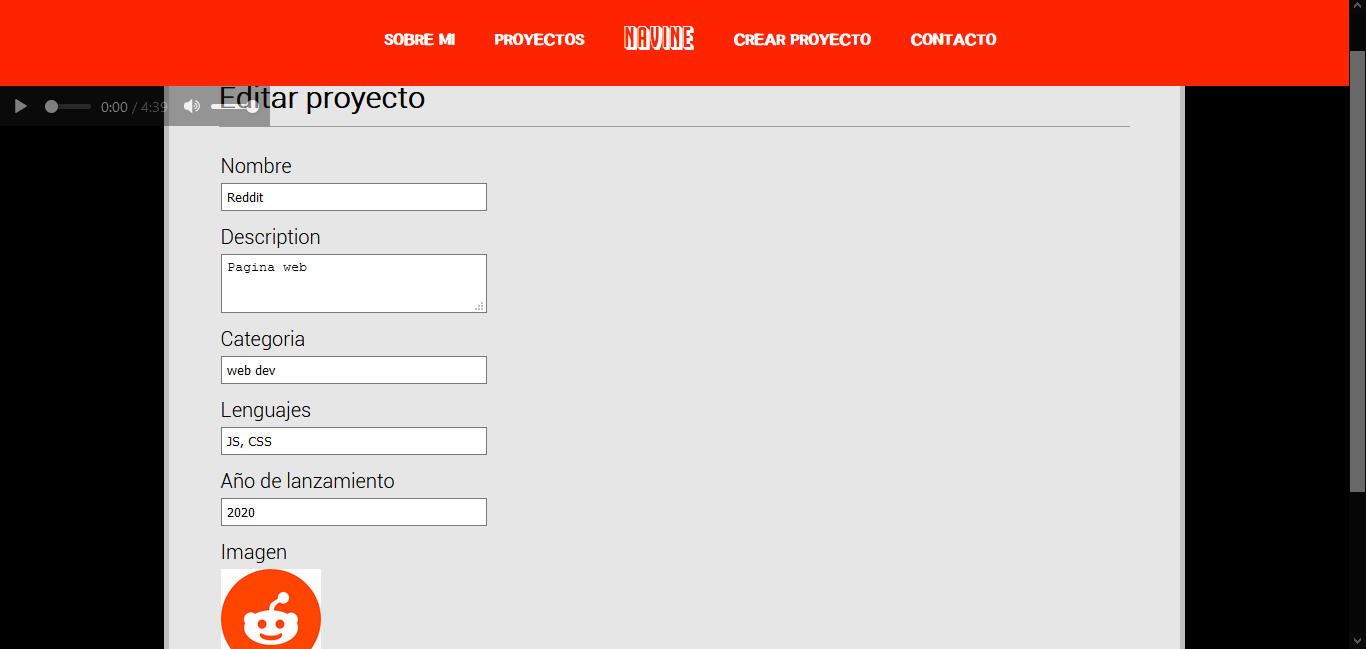 SOBRE MI PROYECTOS NAVINE CREAR PROYECTO CONTACTO
Editar proyecto
0:00 / 4:39
Nombre
Reddit
Description
Pagina web
Categoria
web dev
Lenguajes
JS, CSS
Año de lanzamiento
2020
Imagen